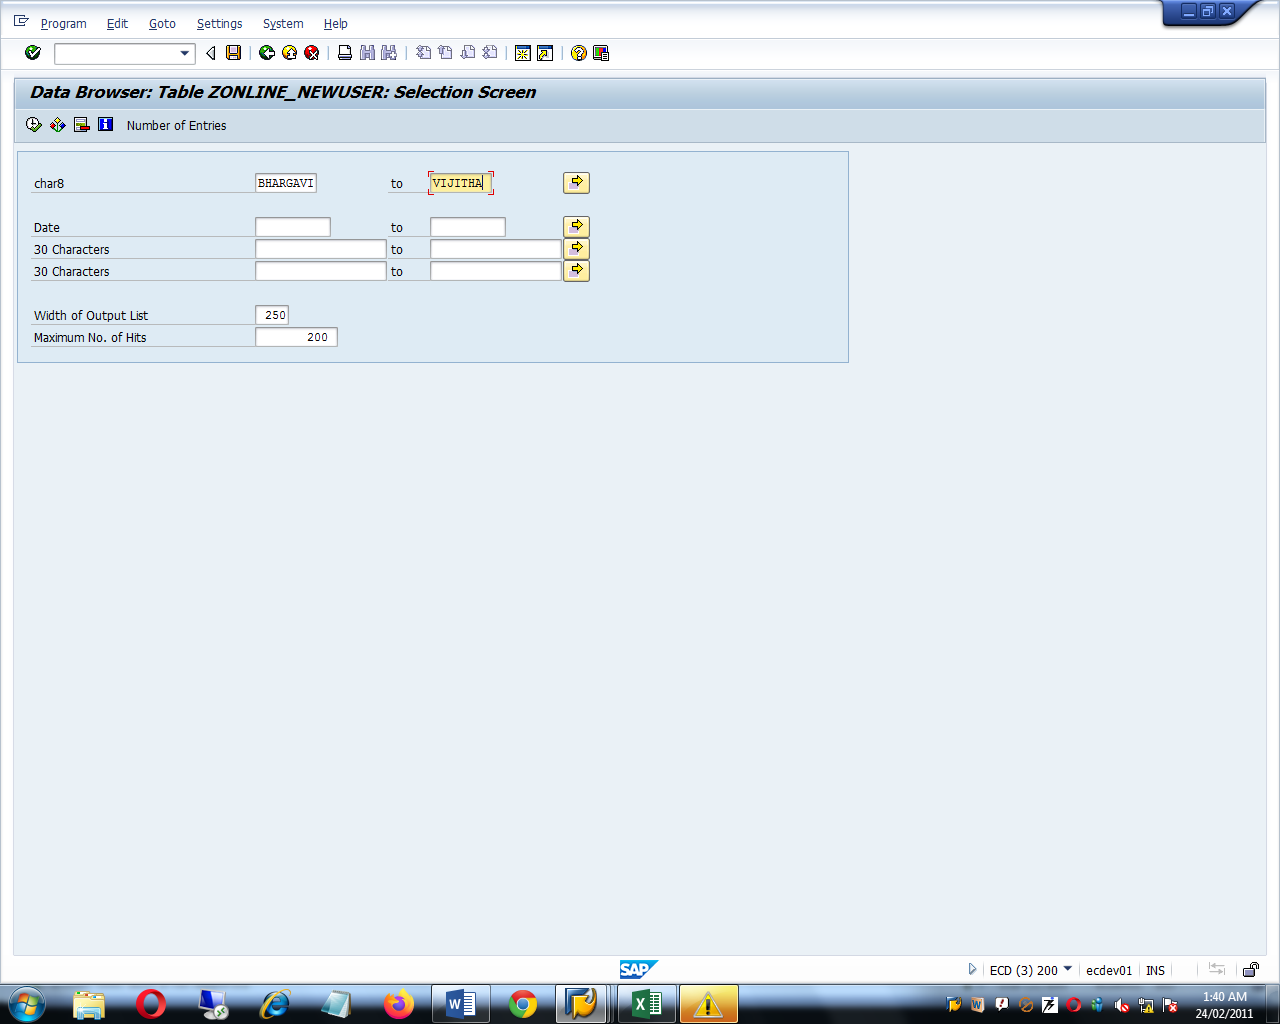 Program Edit Goto Settings System Help
Data Browser: Table ZONLINE_NEWUSER: Selection Screen
Number of Entries
char8 BHARGAVI to VIJITHA
Date to
30 Characters to
30 Characters to
Width of Output List 250
Maximum No. of Hits 200
SAP
ECD (3) 200 ecdev01 INS
1:40 AM
24/02/2011